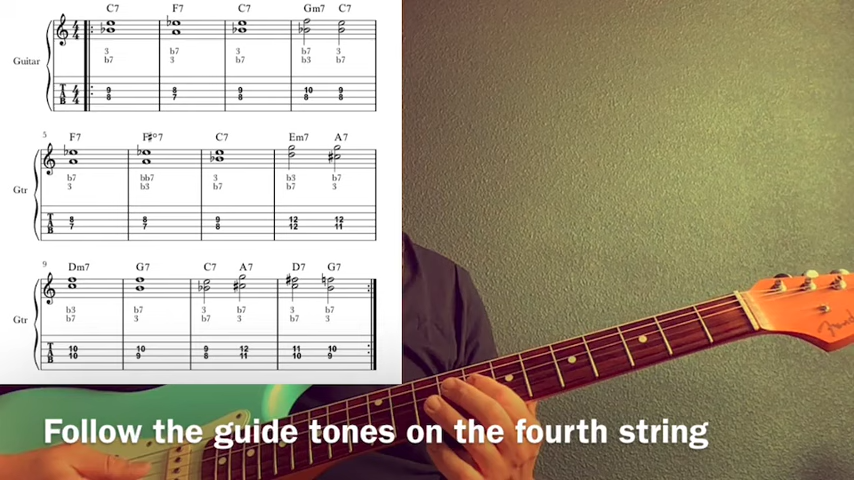 C7 F7 C7 Gm7 C7
Guitar
3 b7 3 b7 3
b7 3 b7 b3 b7
9 8 9 10 9
8 7 8 8 8
5 F7 F#°7 C7 Em7 A7
Gtr
b7 bb7 3 b3 b7
3 b3 b7 b7 3
8 8 9 12 12
7 7 8 12 11
9 Dm7 G7 C7 A7 D7 G7
Gtr
b3 b7 3 b7 3 b7
b7 3 b7 3 b7 3
10 10 9 12 11 10
10 9 8 11 10 9
Fender
Follow the guide tones on the fourth string